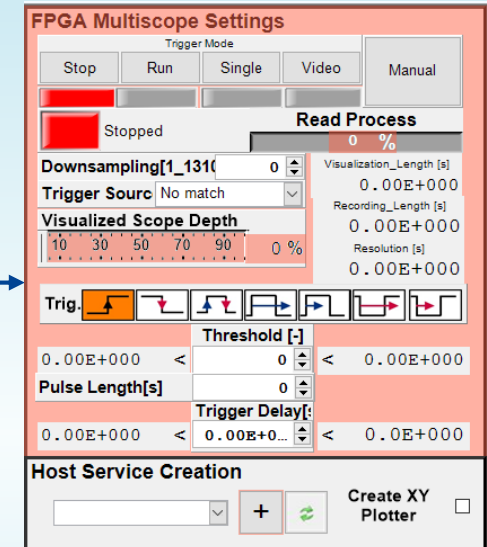 FPGA Multiscope Settings
Trigger Mode
Stop Run Single Video Manual
Stopped
Read Process
0 %
Downsampling[1_1310 0
Visualization_Length [s]
0.00E+000
Trigger Sourc No match
Recording_Length [s]
0.00E+000
Visualized Scope Depth
10 30 50 70 90 0 %
Resolution [s]
0.00E+000
Trig.
Threshold [-]
0.00E+000 < 0 < 0.00E+000
Pulse Length[s] 0
Trigger Delay[s
0.00E+000 < 0.00E+0... < 0.0E+000
Host Service Creation
+
Create XY
Plotter